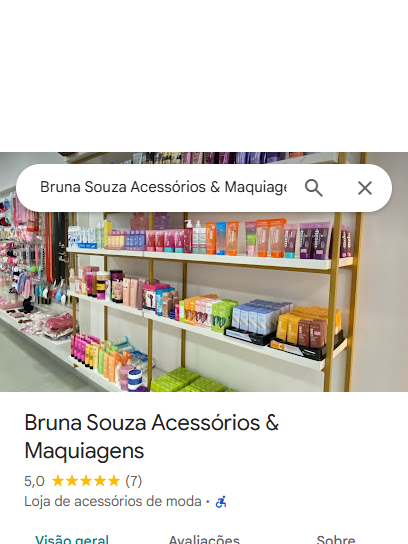 Bruna Souza Acessórios & Maquiage
Bruna Souza Acessórios &
Maquiagens
5,0 ★★★★★ (7)
Loja de acessórios de moda ·
Visão geral Avaliações Sobre